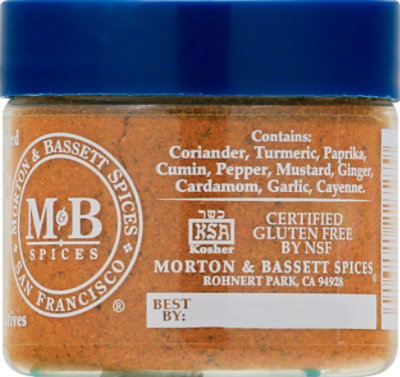 Contains:
Coriander, Turmeric, Paprika,
Cumin, Pepper, Mustard, Ginger,
Cardamom, Garlic, Cayenne.
MORTON & BASSETT SPICES
M&B
SPICES
SAN FRANCISCO
®
כשר
KSA
Kosher
CERTIFIED
GLUTEN FREE
BY NSF
MORTON & BASSETT SPICES®
ROHNERT PARK, CA 94928
BEST
BY: